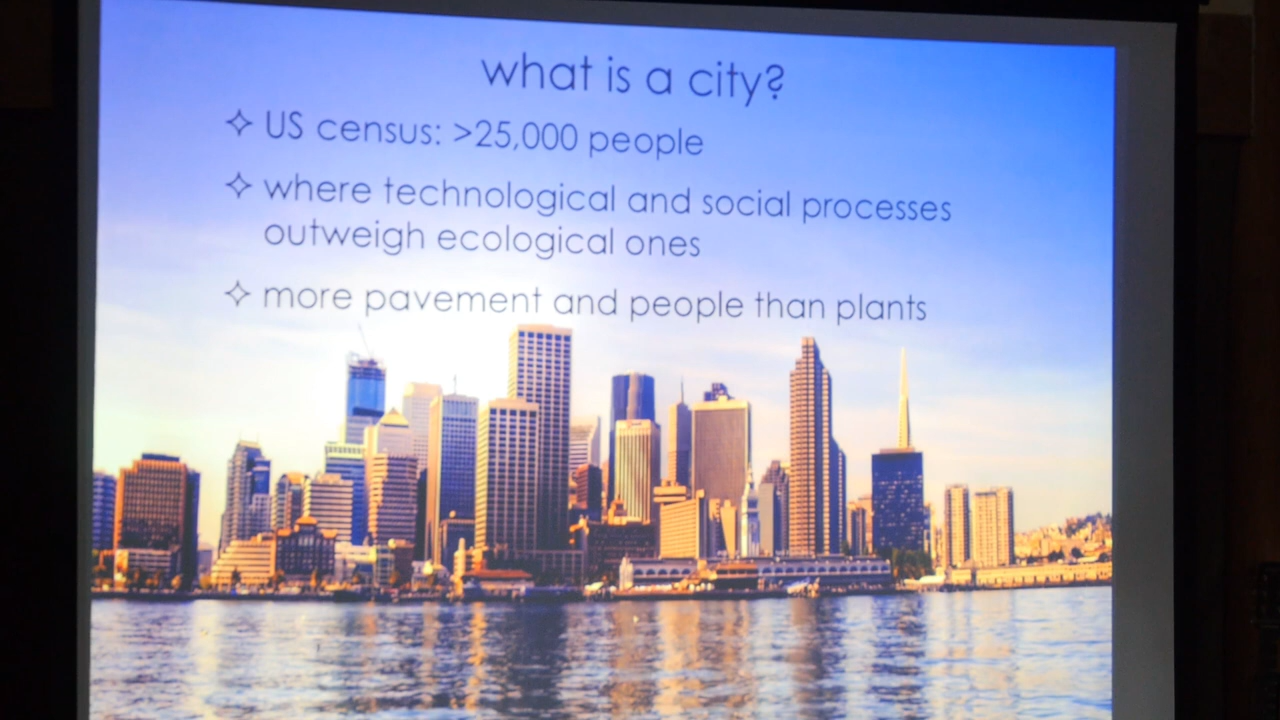 what is a city?
US census: >25,000 people
where technological and social processes
outweigh ecological ones
more pavement and people than plants